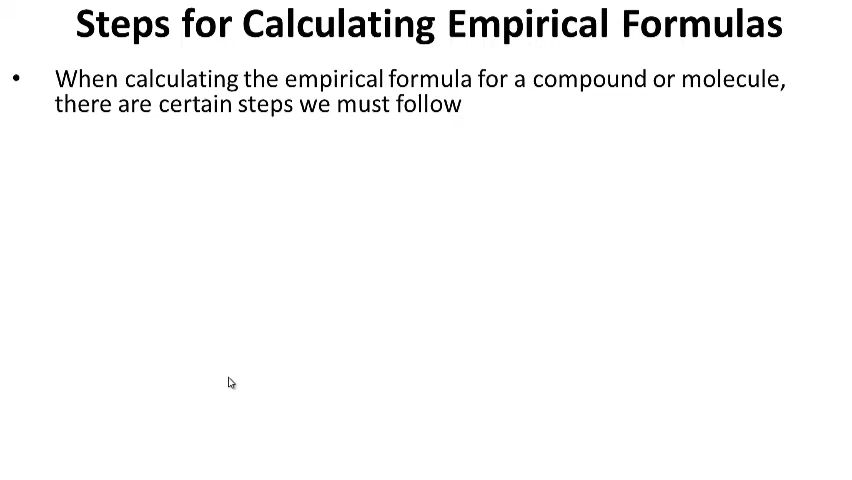 Steps for Calculating Empirical Formulas
• When calculating the empirical formula for a compound or molecule,
there are certain steps we must follow